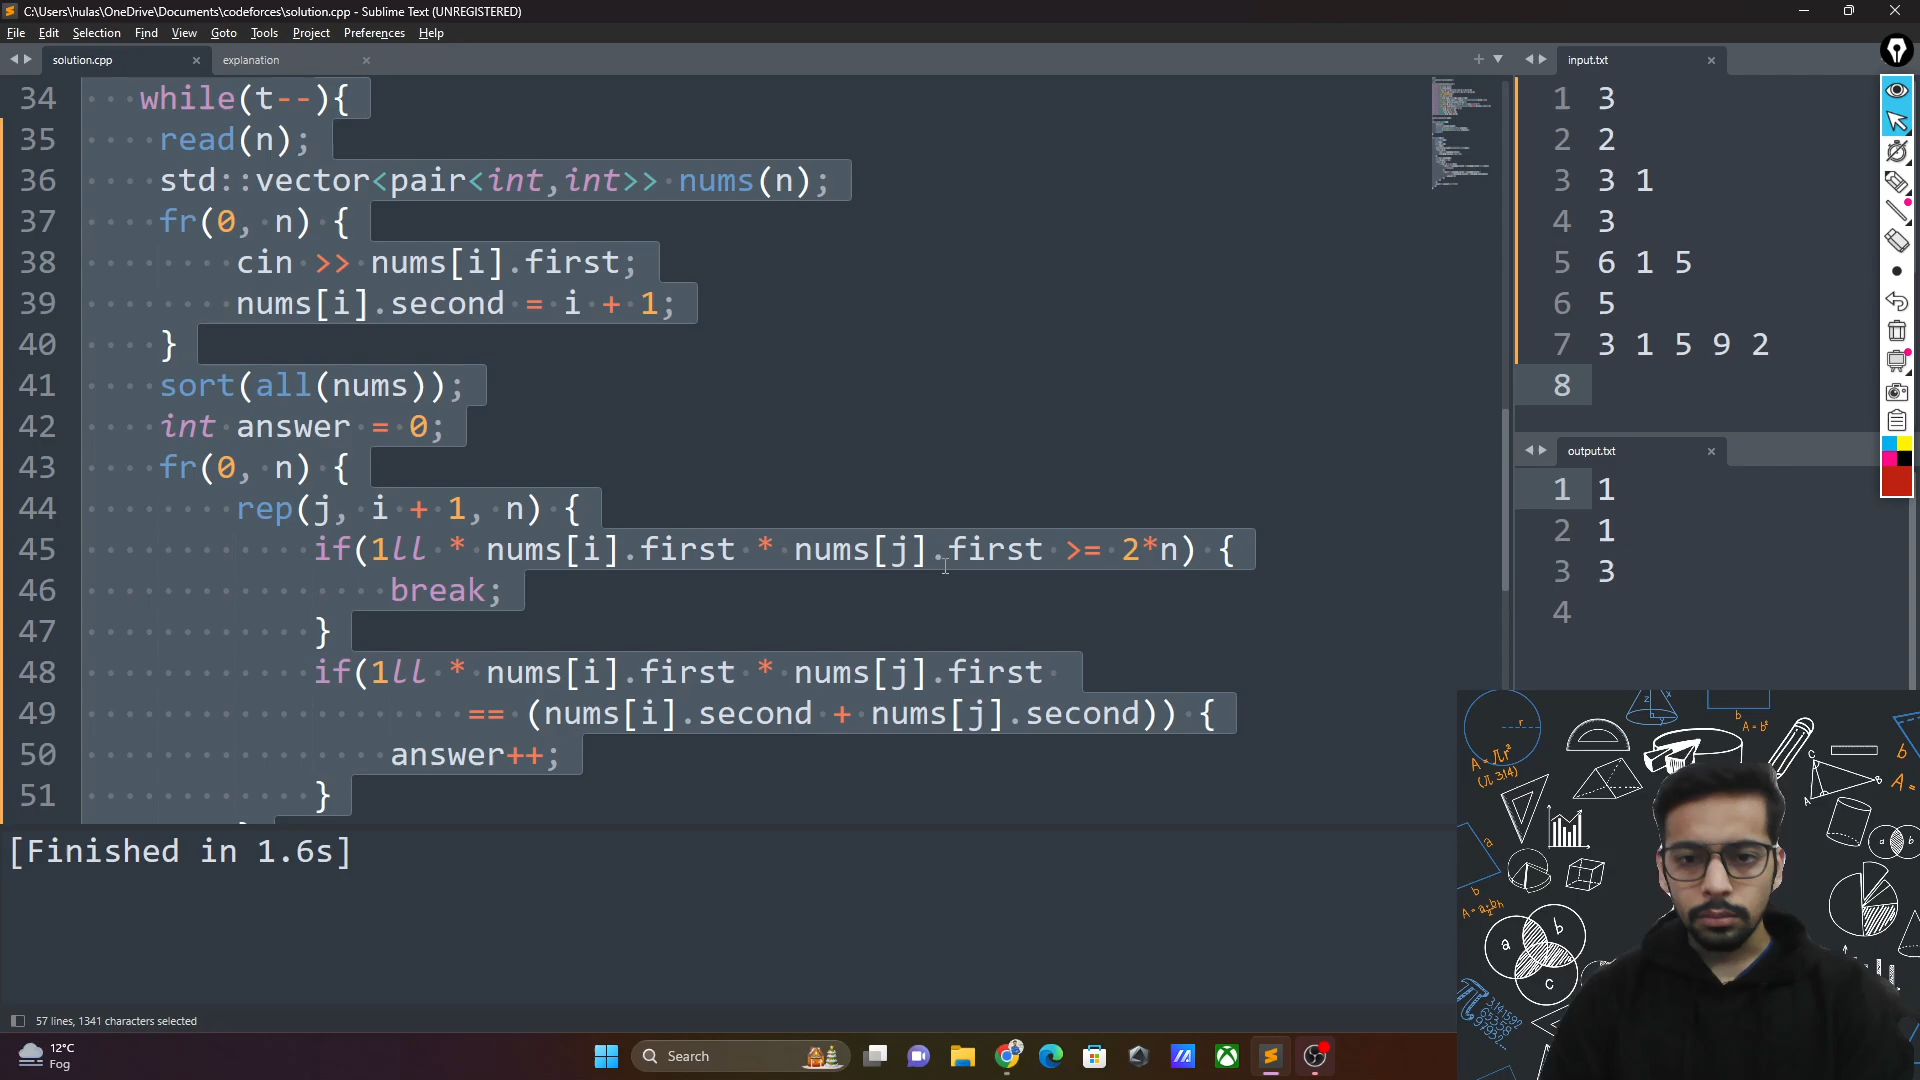 C:\Users\hulas\OneDrive\Documents\codeforces\solution.cpp - Sublime Text (UNREGISTERED)
File Edit Selection Find View Goto Tools Project Preferences Help
solution.cpp
explanation
34 while(t--){
35 read(n);
36 std::vector<pair<int,int>> nums(n);
37 fr(0, n) {
38 cin >> nums[i].first;
39 nums[i].second = i + 1;
40 }
41 sort(all(nums));
42 int answer = 0;
43 fr(0, n) {
44 rep(j, i + 1, n) {
45 if(1ll * nums[i].first * nums[j].first >= 2*n) {
46 break;
47 }
48 if(1ll * nums[i].first * nums[j].first
49 == (nums[i].second + nums[j].second)) {
50 answer++;
51 }
[Finished in 1.6s]
57 lines, 1341 characters selected
input.txt
1 3
2 2
3 3 1
4 3
5 6 1 5
6 5
7 3 1 5 9 2
8
output.txt
1 1
2 1
3 3
4
12°C
Fog
Search